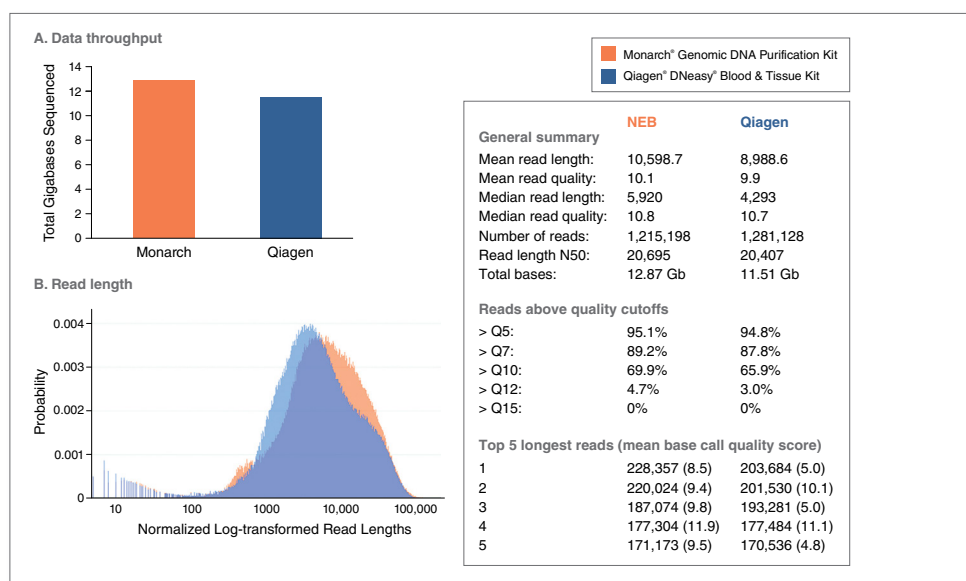 A. Data throughput
Total Gigabases Sequenced
14
12
10
8
6
4
2
0
Monarch
Qiagen
B. Read length
Probability
0.004
0.003
0.002
0.001
0
10
100
1000
10,000
100,000
Normalized Log-transformed Read Lengths
Monarch® Genomic DNA Purification Kit
Qiagen® DNeasy® Blood & Tissue Kit
NEB Qiagen
General summary
Mean read length: 10,598.7 8,988.6
Mean read quality: 10.1 9.9
Median read length: 5,920 4,293
Median read quality: 10.8 10.7
Number of reads: 1,215,198 1,281,128
Read length N50: 20,695 20,407
Total bases: 12.87 Gb 11.51 Gb
Reads above quality cutoffs
> Q5: 95.1% 94.8%
> Q7: 89.2% 87.8%
> Q10: 69.9% 65.9%
> Q12: 4.7% 3.0%
> Q15: 0% 0%
Top 5 longest reads (mean base call quality score)
1 228,357 (8.5) 203,684 (5.0)
2 220,024 (9.4) 201,530 (10.1)
3 187,074 (9.8) 193,281 (5.0)
4 177,304 (11.9) 177,484 (11.1)
5 171,173 (9.5) 170,536 (4.8)